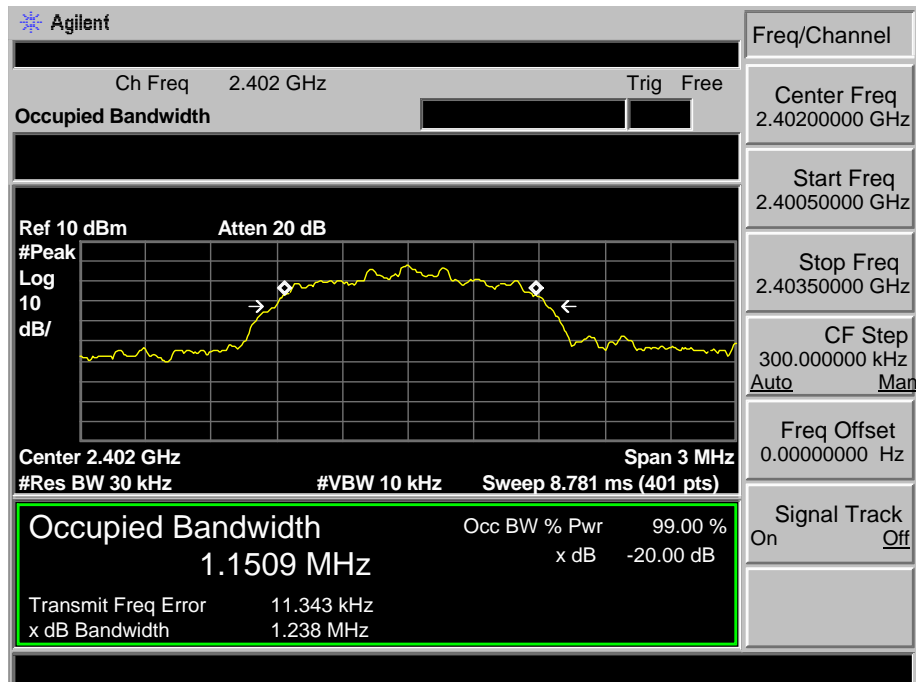 Agilent
Freq/Channel
Ch Freq 2.402 GHz Trig Free
Occupied Bandwidth
Center Freq
2.40200000 GHz
Start Freq
2.40050000 GHz
Ref 10 dBm Atten 20 dB
#Peak
Log
10
dB/
Stop Freq
2.40350000 GHz
CF Step
300.000000 kHz
Auto Man
Freq Offset
0.00000000 Hz
Center 2.402 GHz Span 3 MHz
#Res BW 30 kHz #VBW 10 kHz Sweep 8.781 ms (401 pts)
Signal Track
On Off
Occupied Bandwidth
1.1509 MHz
Occ BW % Pwr 99.00 %
x dB -20.00 dB
Transmit Freq Error 11.343 kHz
x dB Bandwidth 1.238 MHz